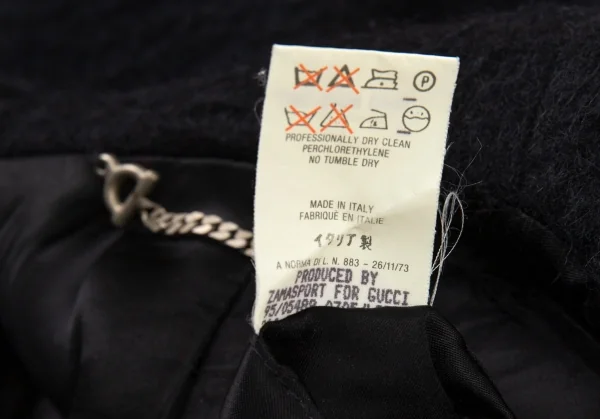 P
PROFESSIONALLY DRY CLEAN
PERCHLORETHYLENE
NO TUMBLE DRY
MADE IN ITALY
FABRIQUÉ EN ITALIE
イタリア製
A NORMA DI L. N. 883 - 26/11/73
PRODUCED BY
ZAMASPORT FOR GUCCI